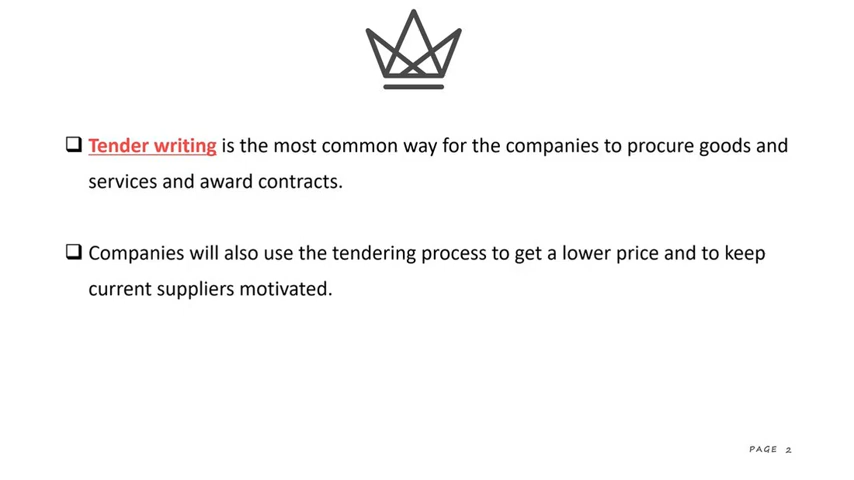 Tender writing is the most common way for the companies to procure goods and
services and award contracts.
Companies will also use the tendering process to get a lower price and to keep
current suppliers motivated.
PAGE 2